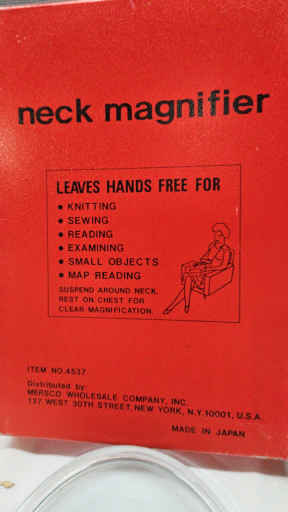 neck magnifier
LEAVES HANDS FREE FOR
• KNITTING
• SEWING
• READING
• EXAMINING
• SMALL OBJECTS
• MAP READING
SUSPEND AROUND NECK.
REST ON CHEST FOR
CLEAR MAGNIFICATION.
ITEM NO.4537
Distributed by:
MERSCO WHOLESALE COMPANY, INC.
137 WEST 30TH STREET, NEW YORK, N.Y. 10001, U.S.A.
MADE IN JAPAN